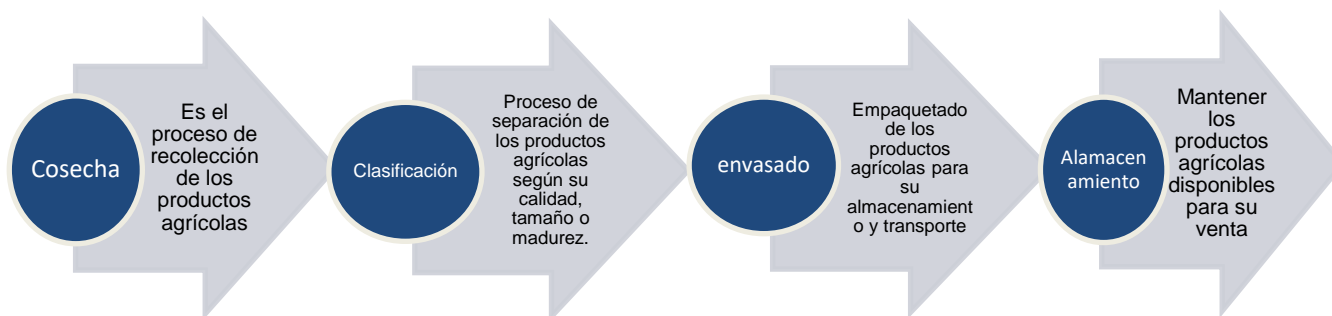 Cosecha
Es el
proceso de
recolección
de los
productos
agrícolas
Clasificación
Proceso de
separación de
los productos
agrícolas
según su
calidad,
tamaño o
madurez.
envasado
Empaquetado
de los
productos
agrícolas para
su
almacenamient
o y transporte
Alamacen
amiento
Mantener
los
productos
agrícolas
disponibles
para su
venta